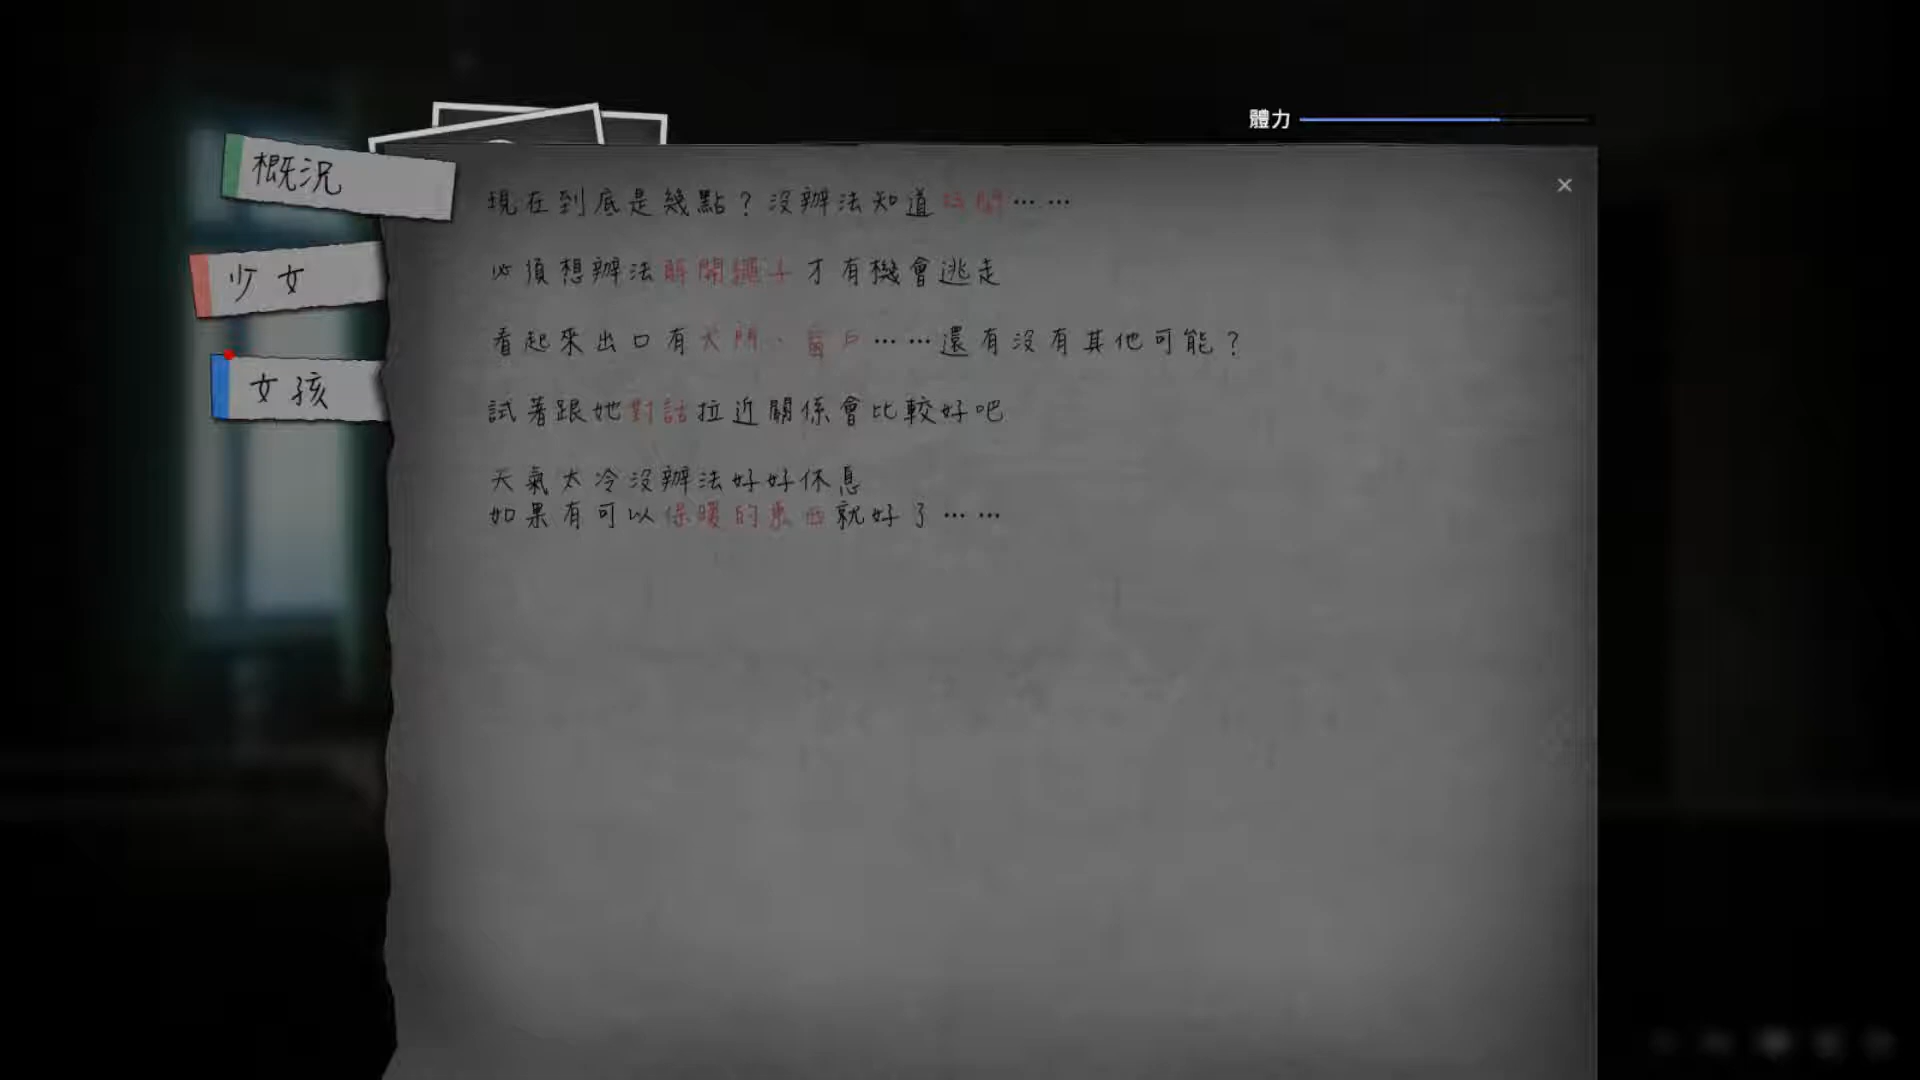 體力
概況
現在到底是幾點？沒辦法知道時間……
少女
必須想辦法解開繩子才有機會逃走
看起來出口有大門、窗戶……還有沒有其他可能？
女孩
試著跟她對話拉近關係會比較好吧
天氣太冷沒辦法好好休息
如果有可以保暖的東西就好了……